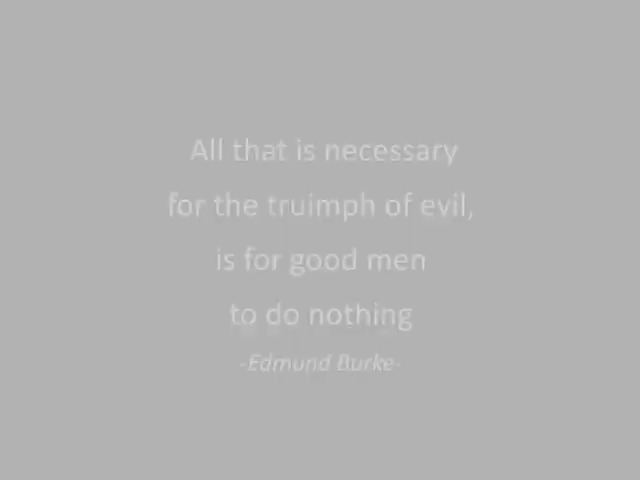 All that is necessary
for the truimph of evil,
is for good men
to do nothing
-Edmund Burke-